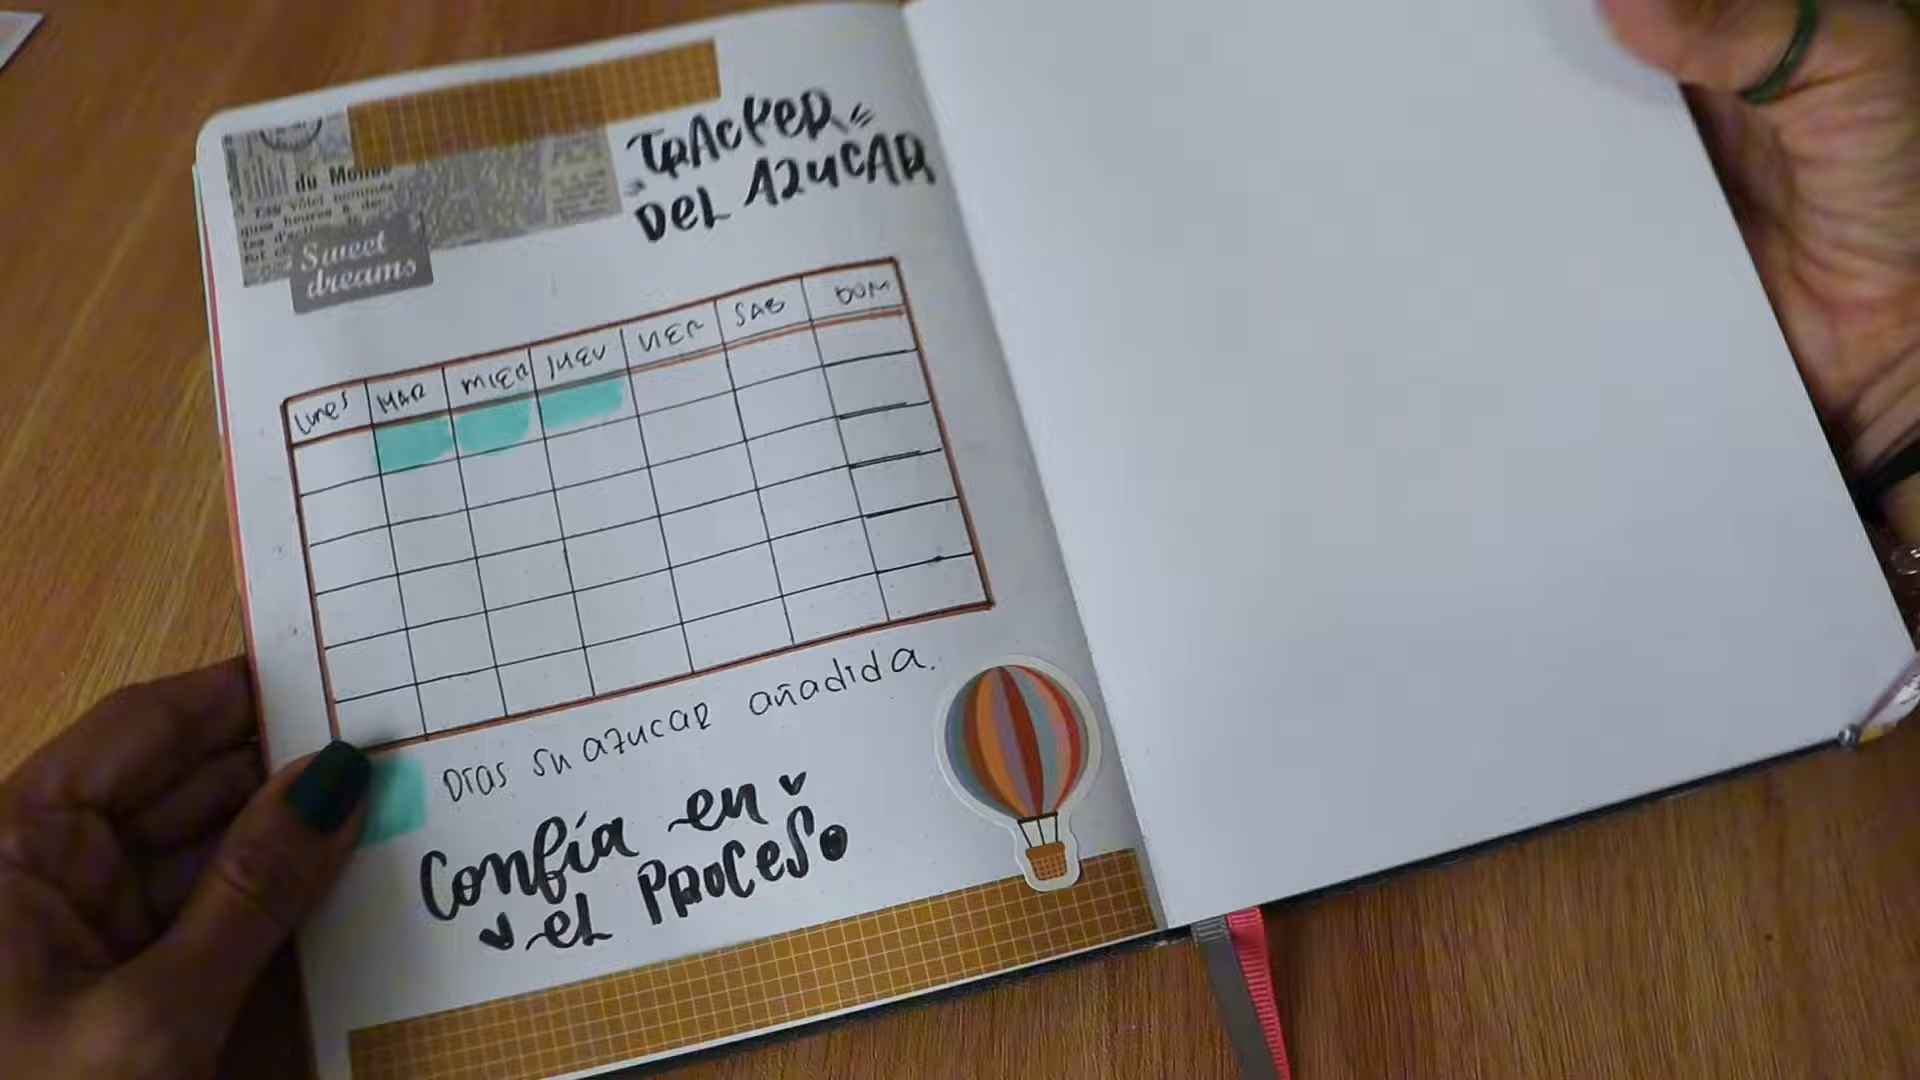 TRACKER
DEL AZUCAR
du Monde
Sweet
dreams
LUNES MAR MIER JUEV VIER SAB DOM
DIAS SIN AZUCAR añadida.
Confía en
el PROCESO